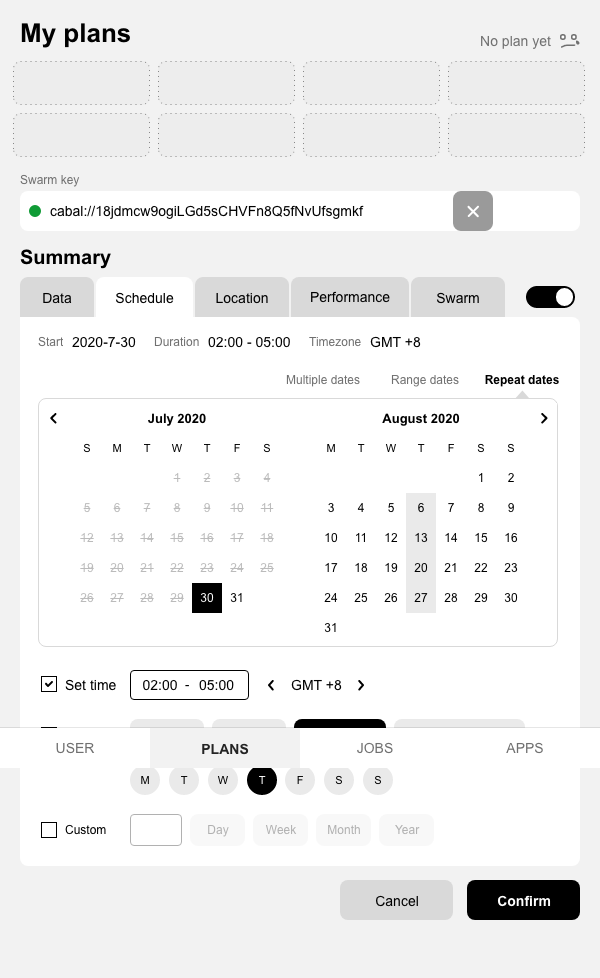 My plans
No plan yet
Swarm key
cabal://18jdmcw9ogiLGd5sCHVFn8Q5fNvUfsgmkf
Summary
Data Schedule Location Performance Swarm
Start 2020-7-30 Duration 02:00 - 05:00 Timezone GMT +8
Multiple dates Range dates Repeat dates
July 2020 August 2020
S M T W T F S M T W T F S S
1 2 3 4 1 2
5 6 7 8 9 10 11 3 4 5 6 7 8 9
12 13 14 15 16 17 18 10 11 12 13 14 15 16
19 20 21 22 23 24 25 17 18 19 20 21 22 23
26 27 28 29 30 31 24 25 26 27 28 29 30
31
Set time 02:00 - 05:00 GMT +8
USER PLANS JOBS APPS
M T W T F S S
Custom Day Week Month Year
Cancel Confirm